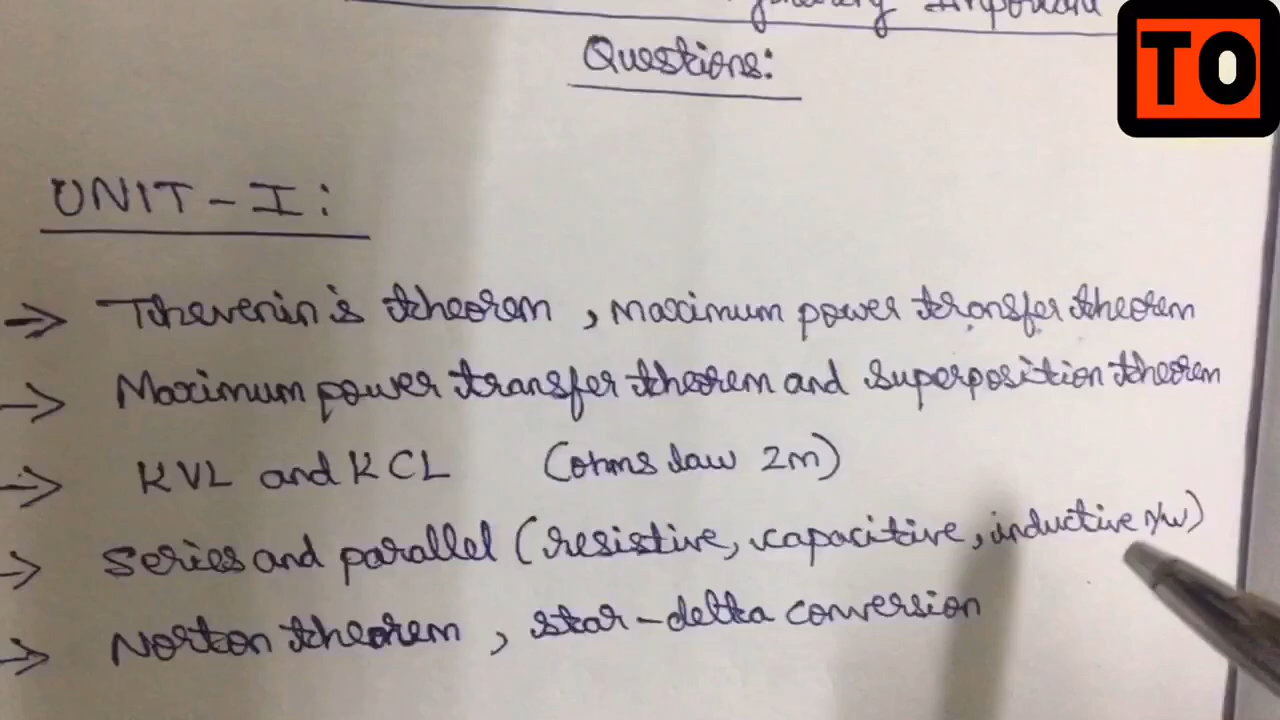 Important
Questions:
TO
UNIT-I:
→ Thevenin's theorem, Maximum power transfer theorem
→ Maximum power transfer theorem and Superposition theorem
→ KVL and KCL (ohms law 2m)
→ Series and parallel (resistive, capacitive, inductive n/w)
→ Norton theorem, star-delta conversion